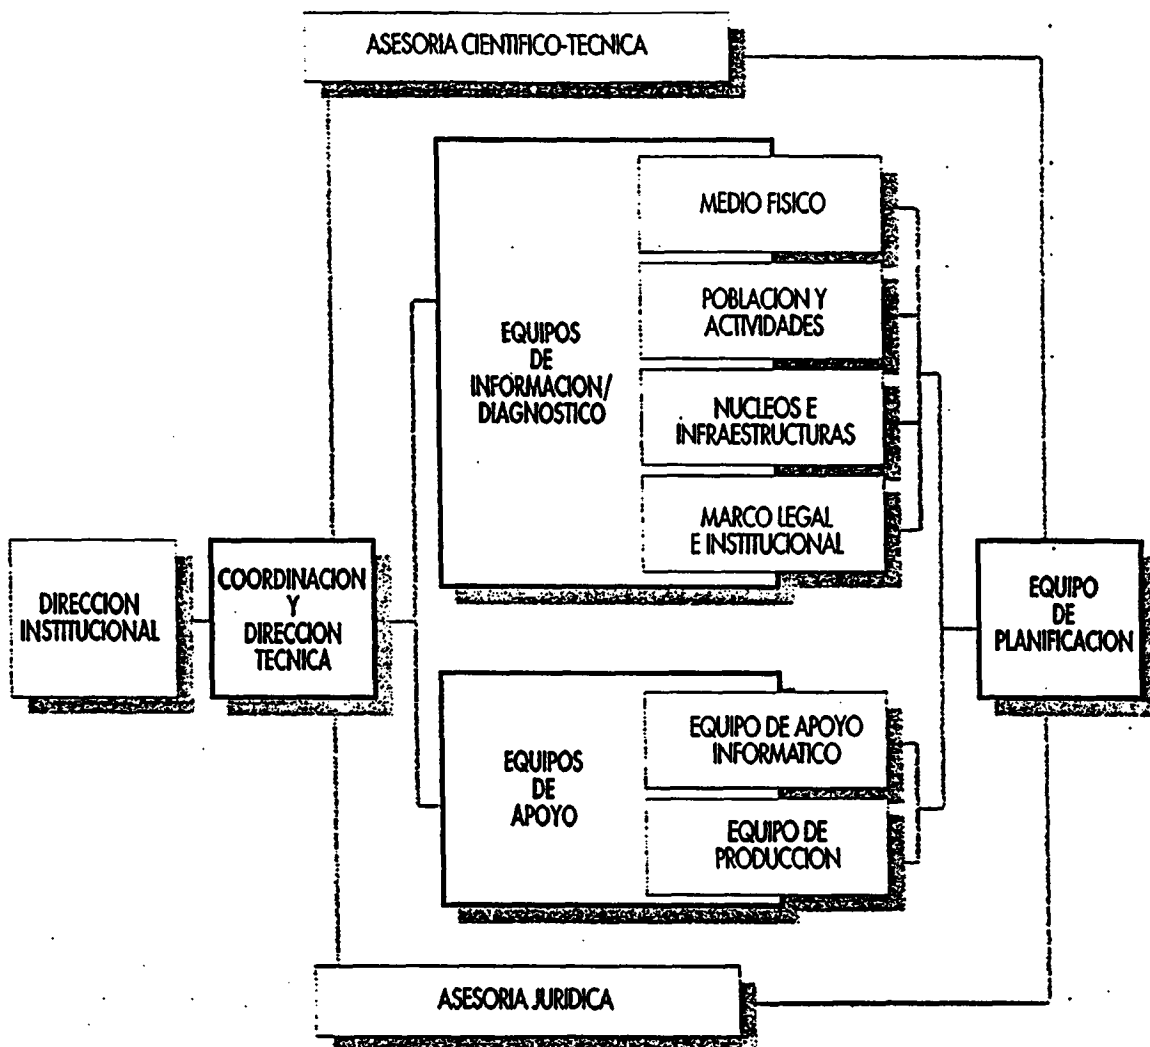 ASESORIA CIENTIFICO-TECNICA
MEDIO FISICO
POBLACION Y
ACTIVIDADES
EQUIPOS
DE
INFORMACION/
DIAGNOSTICO
NUCLEOS E
INFRAESTRUCTURAS
MARCO LEGAL
E INSTITUCIONAL
DIRECCION
INSTITUCIONAL
COORDINACION
Y
DIRECCION
TECNICA
EQUIPO
DE
PLANIFICACION
EQUIPOS
DE
APOYO
EQUIPO DE APOYO
INFORMATICO
EQUIPO DE
PRODUCCION
ASESORIA JURIDICA